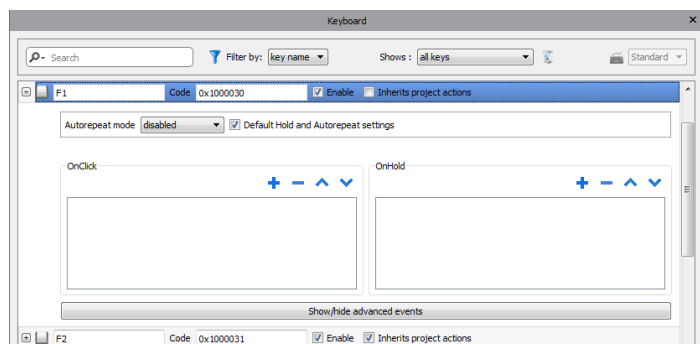 Keyboard
Search Filter by: key name Shows : all keys Standard
F1 Code 0x1000030 Enable Inherits project actions
Autorepeat mode disabled Default Hold and Autorepeat settings
OnClick OnHold
Show/hide advanced events
F2 Code 0x1000031 Enable Inherits project actions